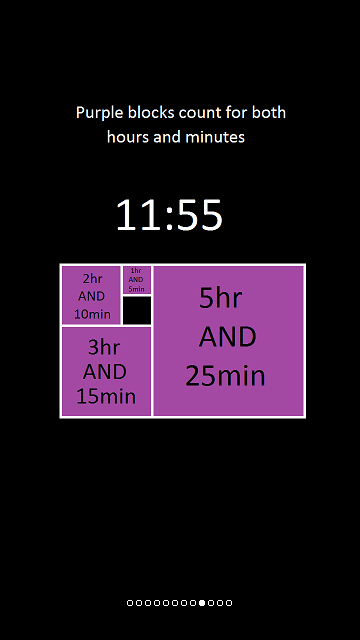 Purple blocks count for both
hours and minutes
11:55
2hr
AND
10min
1hr
AND
5min
5hr
AND
25min
3hr
AND
15min